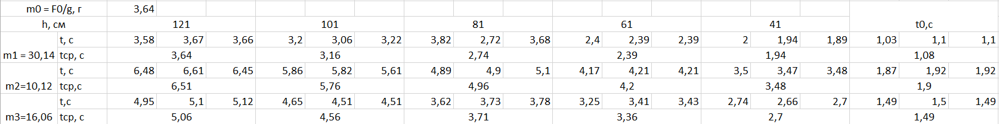 m0 = F0/g, г 3,64
h, см 121 101 81 61 41 t0,с
t, с 3,58 3,67 3,66 3,2 3,06 3,22 3,82 2,72 3,68 2,4 2,39 2,39 2 1,94 1,89 1,03 1,1 1,1
m1 = 30,14 tср, с 3,64 3,16 2,74 2,39 1,94 1,08
t, с 6,48 6,61 6,45 5,86 5,82 5,61 4,89 4,9 5,1 4,17 4,21 4,21 3,5 3,47 3,48 1,87 1,92 1,92
m2=10,12 tср,с 6,51 5,76 4,96 4,2 3,48 1,9
t,с 4,95 5,1 5,12 4,65 4,51 4,51 3,62 3,73 3,78 3,25 3,41 3,43 2,74 2,66 2,7 1,49 1,5 1,49
m3=16,06 tср, с 5,06 4,56 3,71 3,36 2,7 1,49